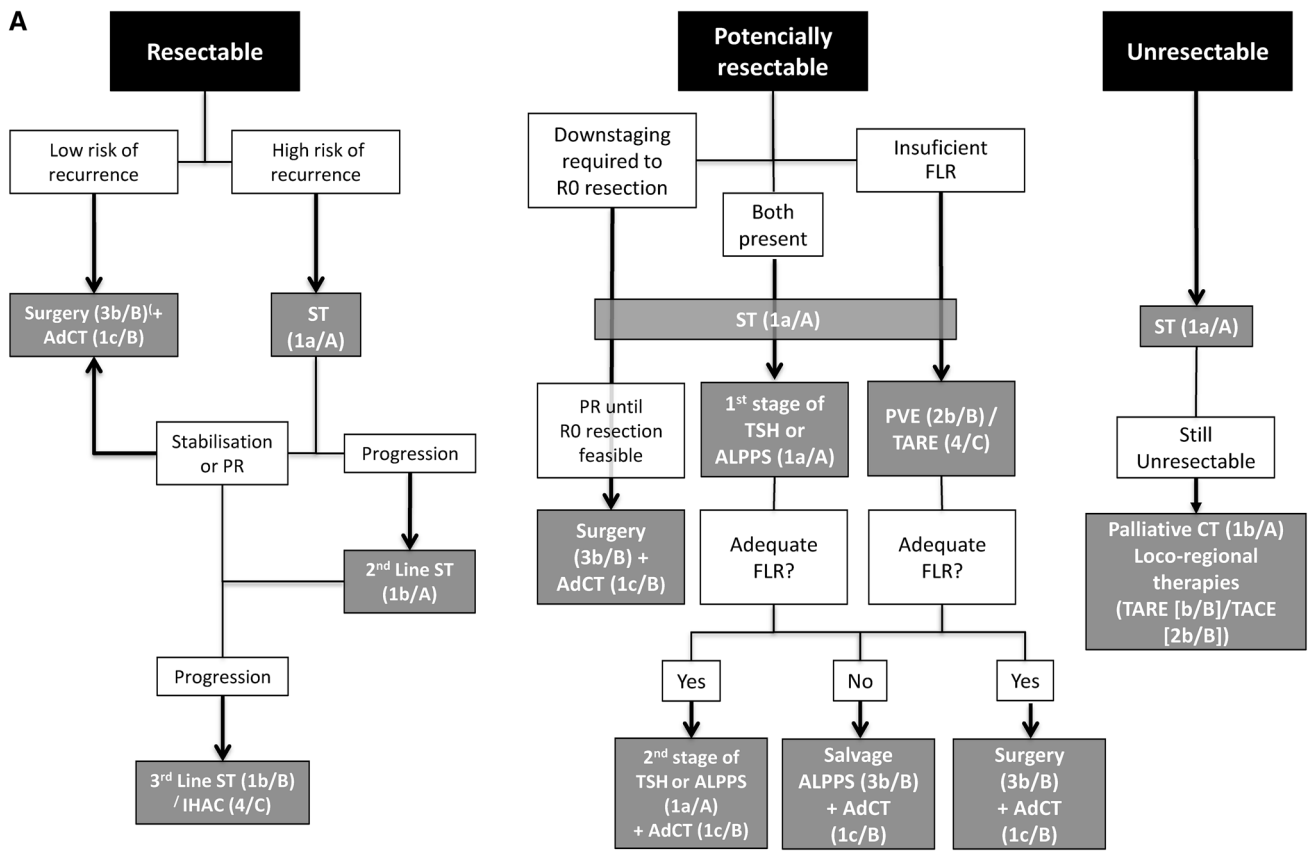 A
Resectable
Low risk of
recurrence
High risk of
recurrence
Surgery (3b/B)(+
AdCT (1c/B)
ST
(1a/A)
Stabilisation
or PR
Progression
2nd Line ST
(1b/A)
Progression
3rd Line ST (1b/B)
/ IHAC (4/C)
Potencially
resectable
Downstaging
required to
R0 resection
Both
present
Insufficient
FLR
ST (1a/A)
PR until
R0 resection
feasible
1st stage of
TSH or
ALPPS (1a/A)
PVE (2b/B) /
TARE (4/C)
Surgery
(3b/B) +
AdCT (1c/B)
Adequate
FLR?
Adequate
FLR?
Yes
No
Yes
2nd stage of
TSH or ALPPS
(1a/A)
+ AdCT (1c/B)
Salvage
ALPPS (3b/B)
+ AdCT
(1c/B)
Surgery
(3b/B)
+ AdCT
(1c/B)
Unresectable
ST (1a/A)
Still
Unresectable
Palliative CT (1b/A)
Loco-regional
therapies
(TARE [b/B]/TACE
[2b/B])